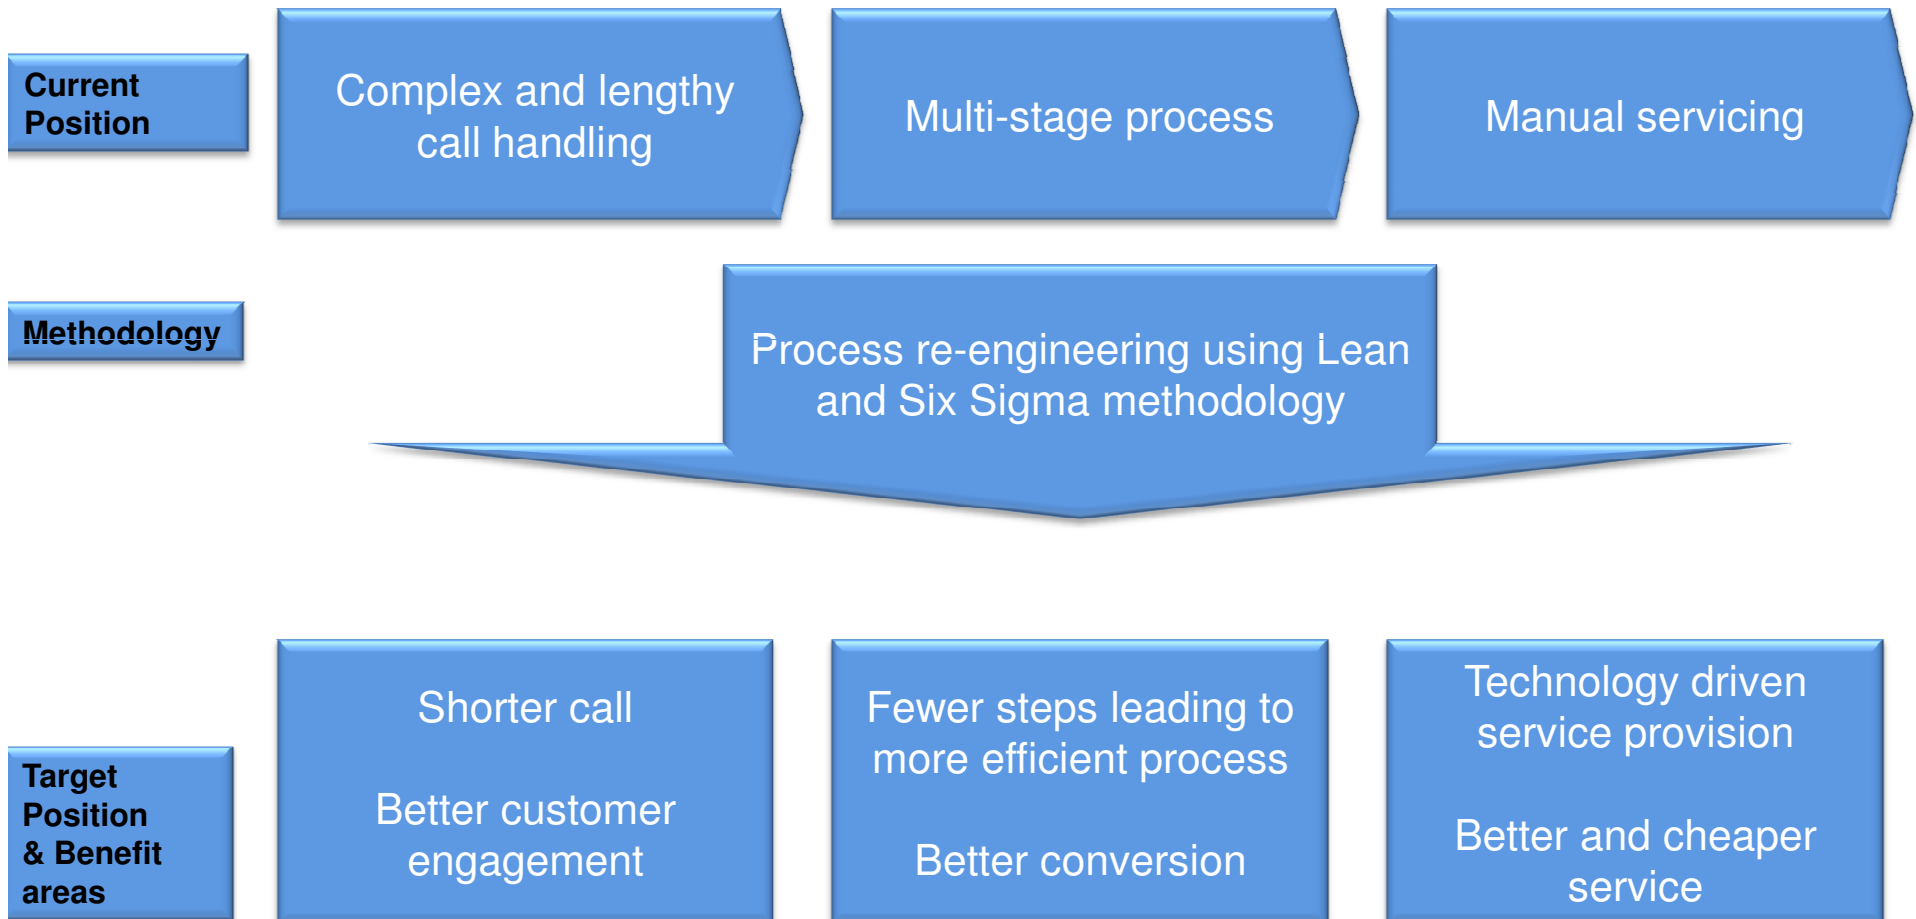 Current
Position
Complex and lengthy
call handling
Multi-stage process
Manual servicing
Methodology
Process re-engineering using Lean
and Six Sigma methodology
Target
Position
& Benefit
areas
Shorter call
Better customer
engagement
Fewer steps leading to
more efficient process
Better conversion
Technology driven
service provision
Better and cheaper
service